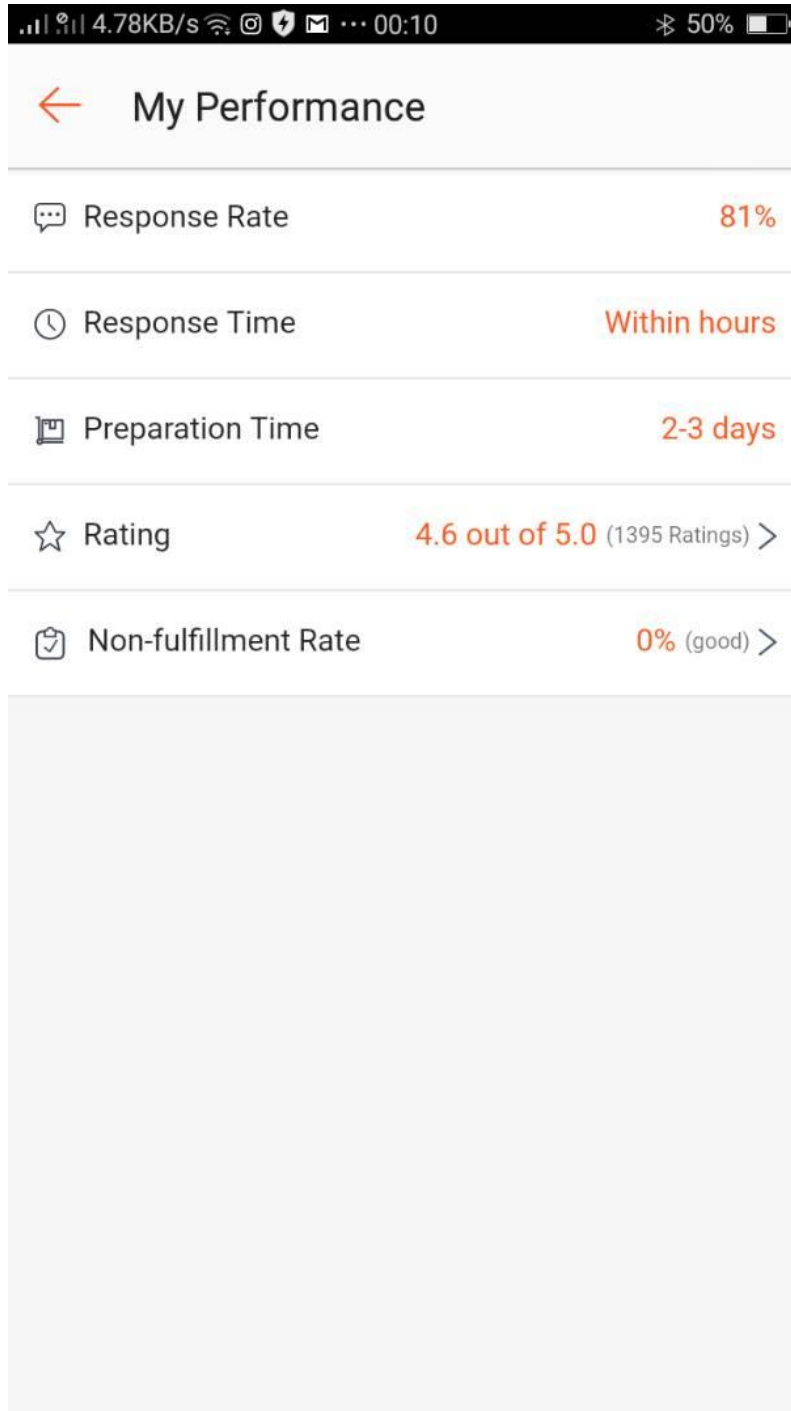 4.78KB/s ··· 00:10 50%
My Performance
Response Rate 81%
Response Time Within hours
Preparation Time 2-3 days
Rating 4.6 out of 5.0 (1395 Ratings)
Non-fulfillment Rate 0% (good)